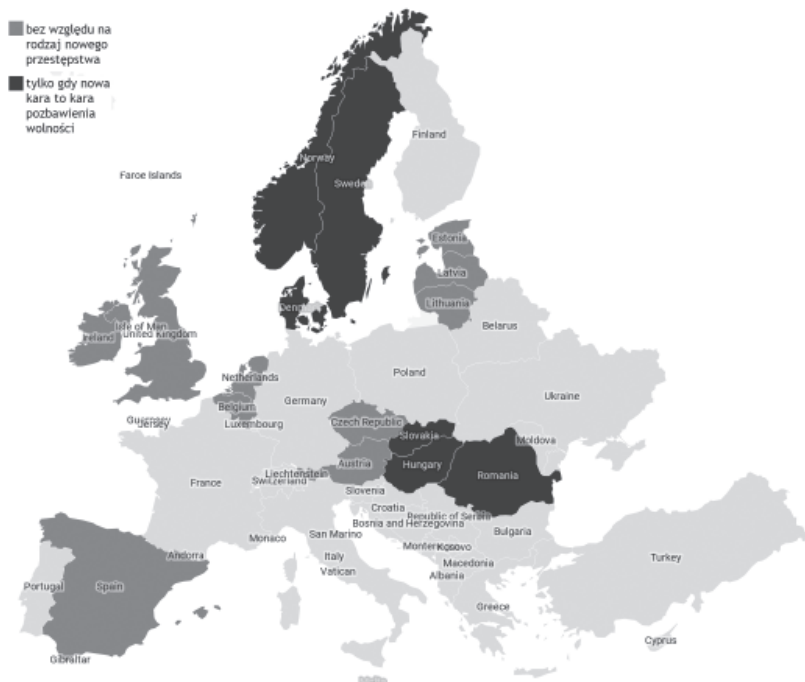 bez względu na
rodzaj nowego
przestępstwa
tylko gdy nowa
kara to kara
pozbawienia
wolności
Finland
Norway
Faroe Islands
Sweden
Estonia
Latvia
Denmark
Lithuania
Isle of Man
Ireland
United Kingdom
Belarus
Poland
Netherlands
Ukraine
Germany
Belgium
Guernsey
Jersey
Luxembourg
Czech Republic
Slovakia
Moldova
Austria
Hungary
Liechtenstein
Switzerland
Romania
France
Slovenia
Croatia
Republic of Serbia
Bosnia and Herzegovina
San Marino
Bulgaria
Monaco
Montenegro
Kosovo
Andorra
Italy
Vatican
Macedonia
Turkey
Albania
Portugal
Spain
Greece
Cyprus
Gibraltar